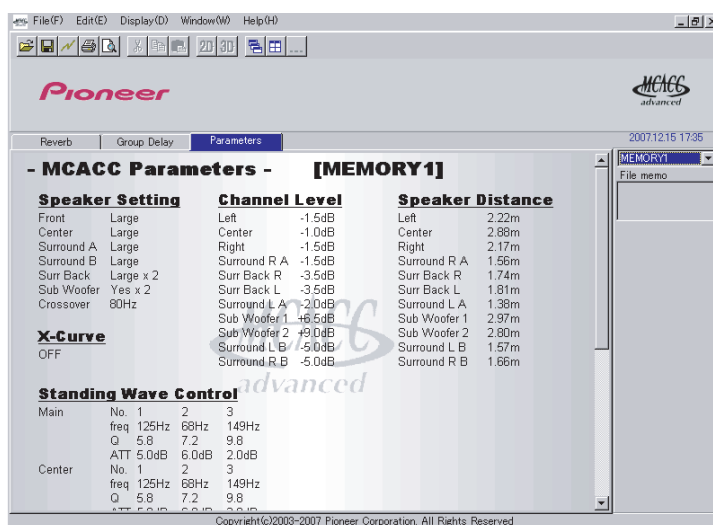 MCACC File(F) Edit(E) Display(D) Window(W) Help(H)
2D 3D ...
Pioneer
MCACC
advanced
Reverb Group Delay Parameters
2007.12.15 17:35
MEMORY1
File memo
- MCACC Parameters - [MEMORY1]
Speaker Setting
Front Large
Center Large
Surround A Large
Surround B Large
Surr Back Large x 2
Sub Woofer Yes x 2
Crossover 80Hz
X-Curve
OFF
Channel Level
Left -1.5dB
Center -1.0dB
Right -1.5dB
Surround R A -1.5dB
Surr Back R -3.5dB
Surr Back L -3.5dB
Surround L A -2.0dB
Sub Woofer 1 +6.5dB
Sub Woofer 2 +9.0dB
Surround L B -5.0dB
Surround R B -5.0dB
Speaker Distance
Left 2.22m
Center 2.88m
Right 2.17m
Surround R A 1.56m
Surr Back R 1.74m
Surr Back L 1.81m
Surround L A 1.38m
Sub Woofer 1 2.97m
Sub Woofer 2 2.80m
Surround L B 1.57m
Surround R B 1.66m
MCACC
advanced
Standing Wave Control
Main No. 1 2 3
freq 125Hz 68Hz 149Hz
Q 5.8 7.2 9.8
ATT 5.0dB 6.0dB 2.0dB
Center No. 1 2 3
freq 125Hz 68Hz 149Hz
Q 5.8 7.2 9.8
Copyright(c)2003-2007 Pioneer Corporation. All Rights Reserved